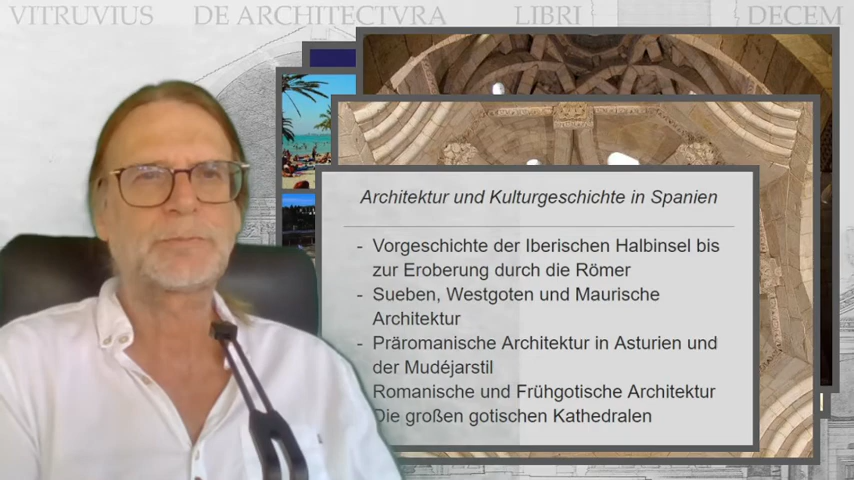 VITRUVIUS DE ARCHITECTVRA LIBRI DECEM
Architektur und Kulturgeschichte in Spanien
- Vorgeschichte der Iberischen Halbinsel bis
zur Eroberung durch die Römer
- Sueben, Westgoten und Maurische
Architektur
- Präromanische Architektur in Asturien und
der Mudéjarstil
Romanische und Frühgotische Architektur
Die großen gotischen Kathedralen